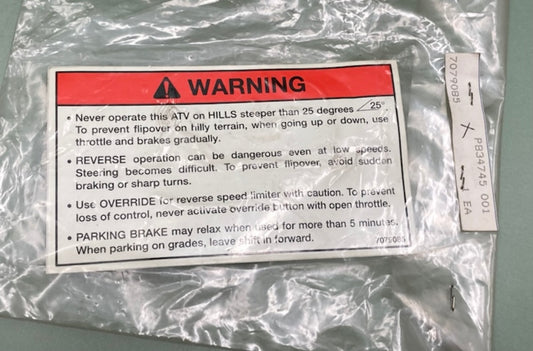 WARNING
• Never operate this ATV on HILLS steeper than 25 degrees 25°.
To prevent flipover on hilly terrain, when going up or down, use
throttle and brakes gradually.
• REVERSE operation can be dangerous even at low speeds.
Steering becomes difficult. To prevent flipover, avoid sudden
braking or sharp turns.
• Use OVERRIDE for reverse speed limiter with caution. To prevent
loss of control, never activate override button with open throttle.
• PARKING BRAKE may relax when used for more than 5 minutes.
When parking on grades, leave shift in forward.
7079085
7079085
PB34745 001
EA